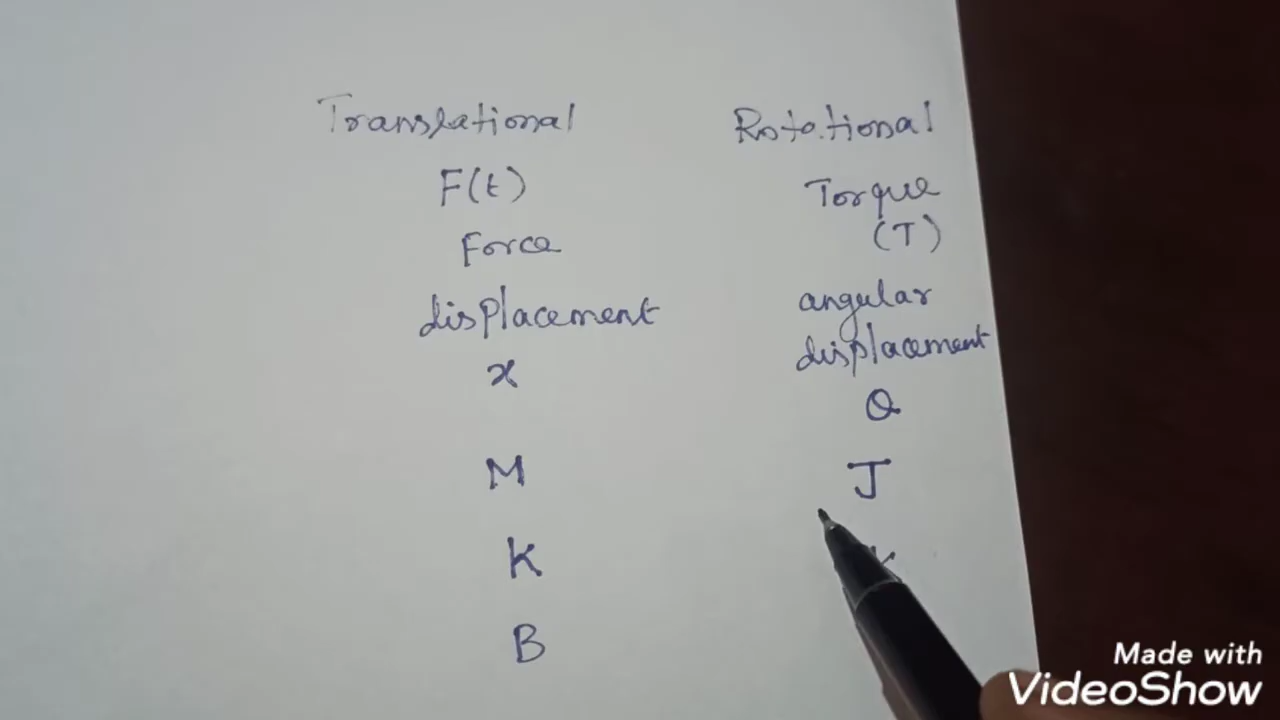 Translational Rotational
F(t) Torque
Force (T)
displacement angular
displacement
x θ
M J
K
B
Made with
VideoShow